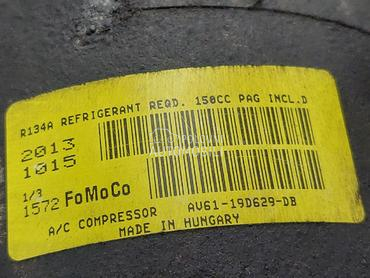 R134A REFRIGERANT REQD. 150CC PAG INCL.D
2013
1015
1/3
1572 FoMoCo
A/C COMPRESSOR AV61-19D629-DB
MADE IN HUNGARY